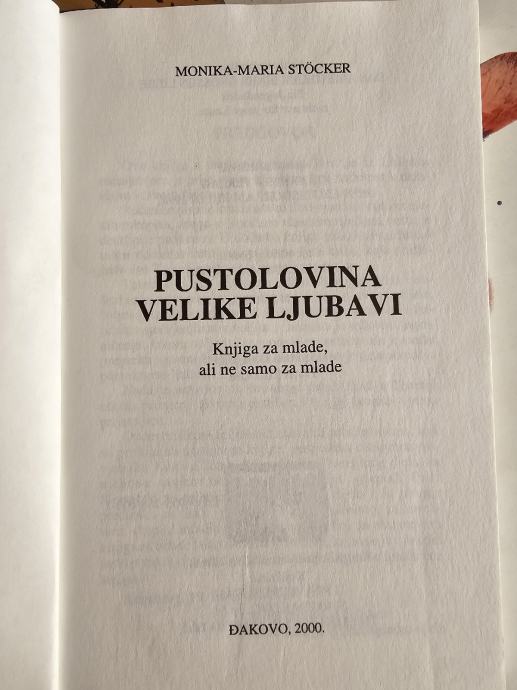 MONIKA-MARIA STÖCKER
PUSTOLOVINA
VELIKE LJUBAVI
Knjiga za mlade,
ali ne samo za mlade
ĐAKOVO, 2000.